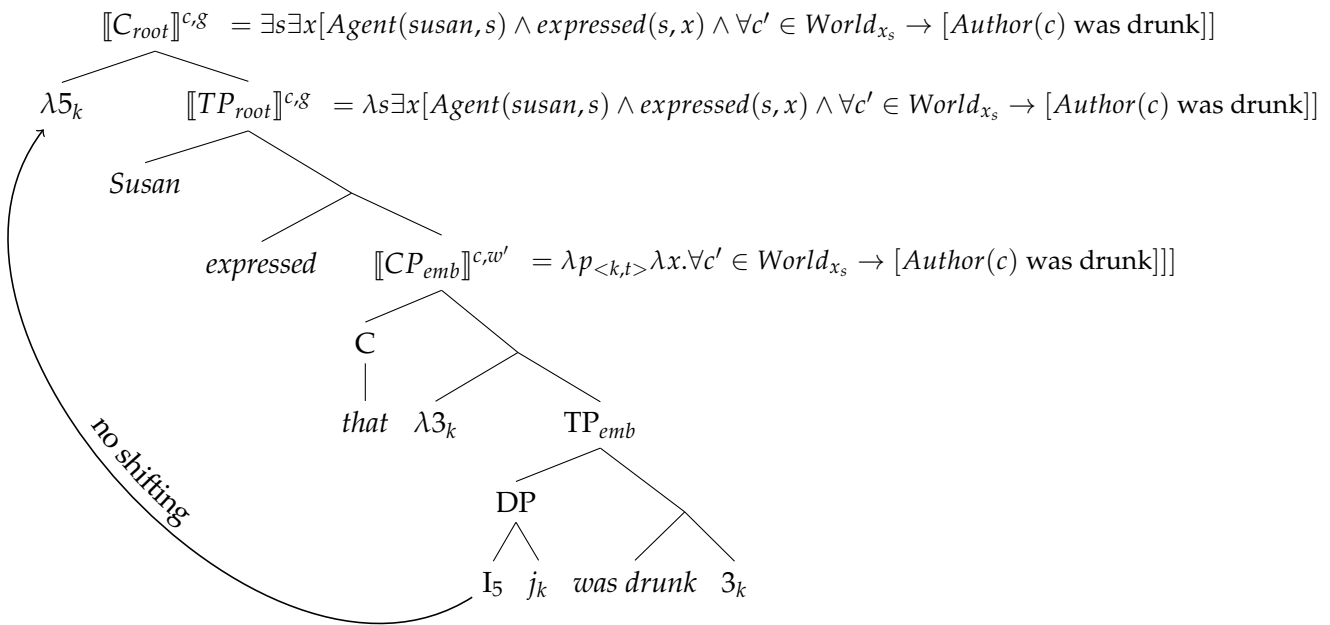 ⟦C_root⟧^{c,g} = ∃s∃x[Agent(susan, s) ∧ expressed(s, x) ∧ ∀c′ ∈ World_{x_s} → [Author(c) was drunk]]
λ5_k ⟦TP_root⟧^{c,g} = λs∃x[Agent(susan, s) ∧ expressed(s, x) ∧ ∀c′ ∈ World_{x_s} → [Author(c) was drunk]]
Susan
expressed ⟦CP_emb⟧^{c,w′} = λp_{<k,t>}λx.∀c′ ∈ World_{x_s} → [Author(c) was drunk]]]
C
that λ3_k TP_emb
no shifting
DP
I_5 j_k was drunk 3_k